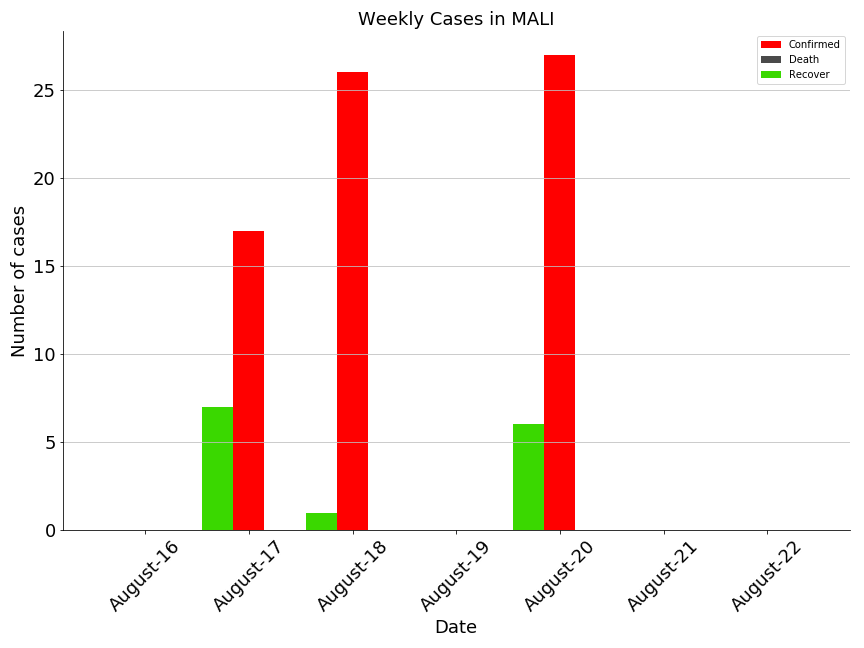 Weekly Cases in MALI
Confirmed
Death
Recover
Number of cases
25
20
15
10
5
0
August-16
August-17
August-18
August-19
August-20
August-21
August-22
Date